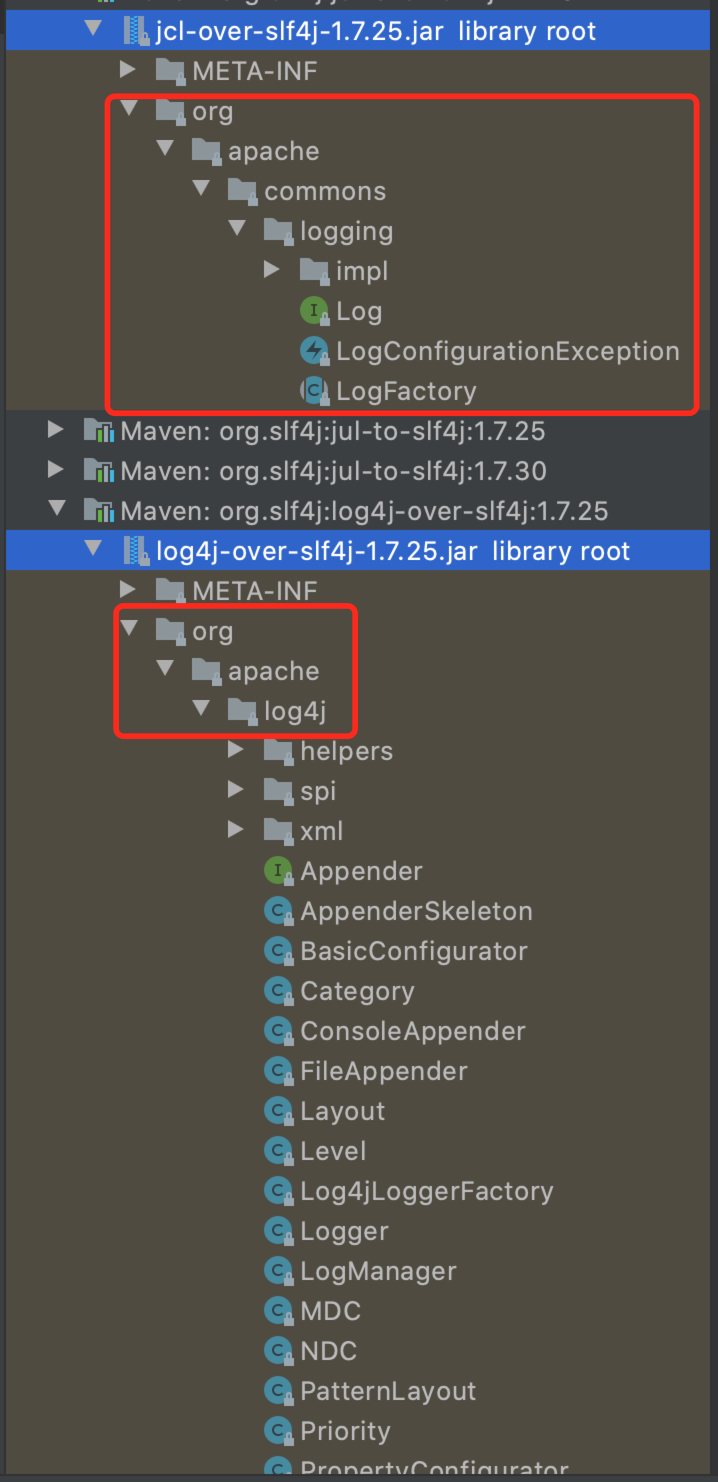 jcl-over-slf4j-1.7.25.jar library root
META-INF
org
apache
commons
logging
impl
Log
LogConfigurationException
LogFactory
Maven: org.slf4j:jul-to-slf4j:1.7.25
Maven: org.slf4j:jul-to-slf4j:1.7.30
Maven: org.slf4j:log4j-over-slf4j:1.7.25
log4j-over-slf4j-1.7.25.jar library root
META-INF
org
apache
log4j
helpers
spi
xml
Appender
AppenderSkeleton
BasicConfigurator
Category
ConsoleAppender
FileAppender
Layout
Level
Log4jLoggerFactory
Logger
LogManager
MDC
NDC
PatternLayout
Priority
PropertyConfigurator